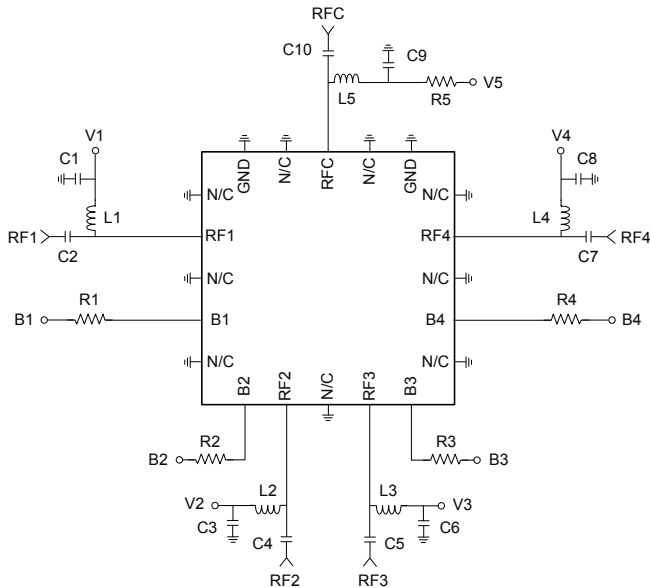 RFC
C10
C9
L5
R5
V5
V1
C1
L1
RF1
C2
V4
C8
L4
C7
RF4
GND
N/C
RFC
N/C
GND
N/C
RF1
N/C
B1
N/C
N/C
RF4
N/C
B4
N/C
B2
RF2
N/C
RF3
B3
B1
R1
R4
B4
R2
B2
R3
B3
V2
L2
C3
C4
RF2
L3
V3
C6
C5
RF3